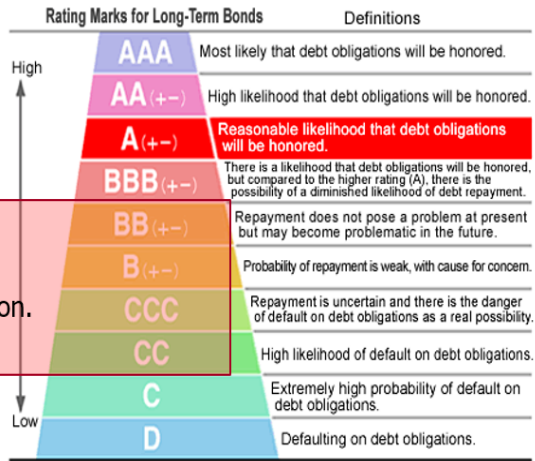 Rating Marks for Long-Term Bonds Definitions
High
AAA Most likely that debt obligations will be honored.
AA (+−) High likelihood that debt obligations will be honored.
A (+−) Reasonable likelihood that debt obligations
will be honored.
BBB (+−) There is a likelihood that debt obligations will be honored,
but compared to the higher rating (A), there is the
possibility of a diminished likelihood of debt repayment.
BB (+−) Repayment does not pose a problem at present
but may become problematic in the future.
B (+−) Probability of repayment is weak, with cause for concern.
on.
CCC Repayment is uncertain and there is the danger
of default on debt obligations as a real possibility.
CC High likelihood of default on debt obligations.
C Extremely high probability of default on
debt obligations.
Low
D Defaulting on debt obligations.